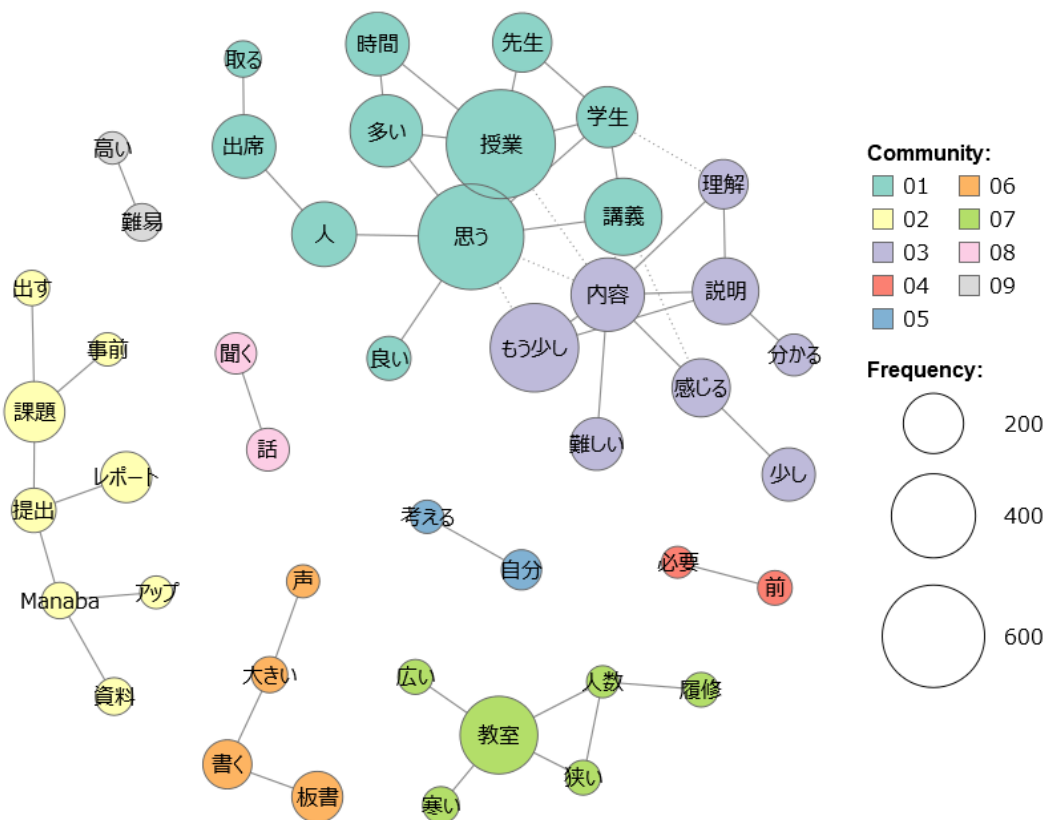 時間
先生
取る
多い
授業
学生
出席
高い
理解
難易
人
思う
講義
出す
内容
説明
もう少し
事前
聞く
良い
分かる
感じる
課題
話
難しい
レポート
少し
提出
考える
自分
必要
前
声
Manaba
アップ
大きい
広い
人数
履修
資料
教室
書く
狭い
板書
寒い
Community:
01
06
02
07
03
08
04
09
05
Frequency:
200
400
600